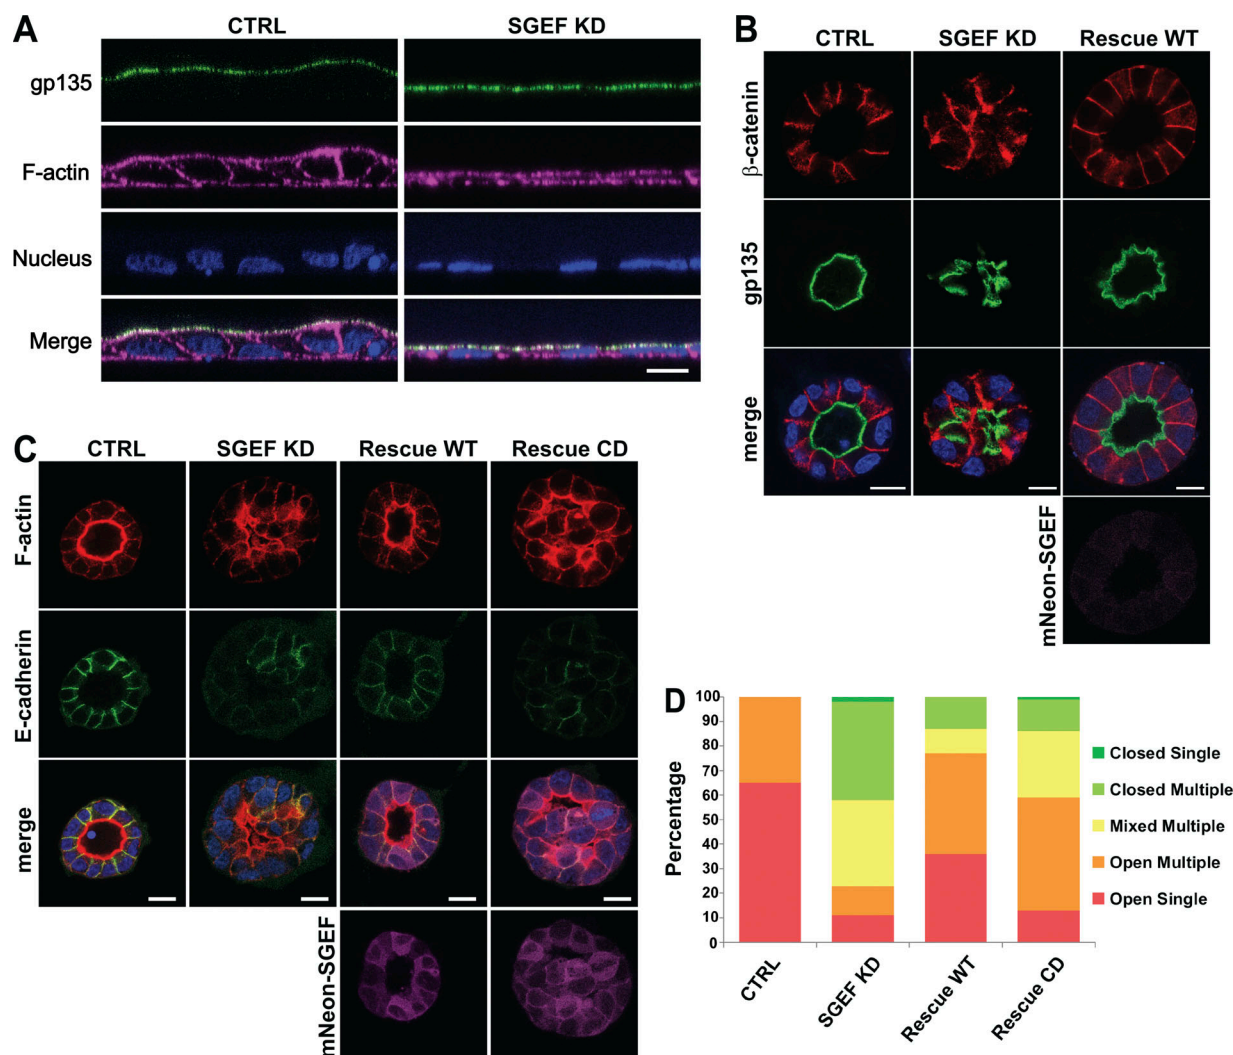 A
CTRL
SGEF KD
gp135
F-actin
Nucleus
Merge
B
CTRL
SGEF KD
Rescue WT
β-catenin
gp135
merge
mNeon-SGEF
C
CTRL
SGEF KD
Rescue WT
Rescue CD
F-actin
E-cadherin
merge
mNeon-SGEF
D
Percentage
100
90
80
70
60
50
40
30
20
10
0
CTRL
SGEF KD
Rescue WT
Rescue CD
Closed Single
Closed Multiple
Mixed Multiple
Open Multiple
Open Single